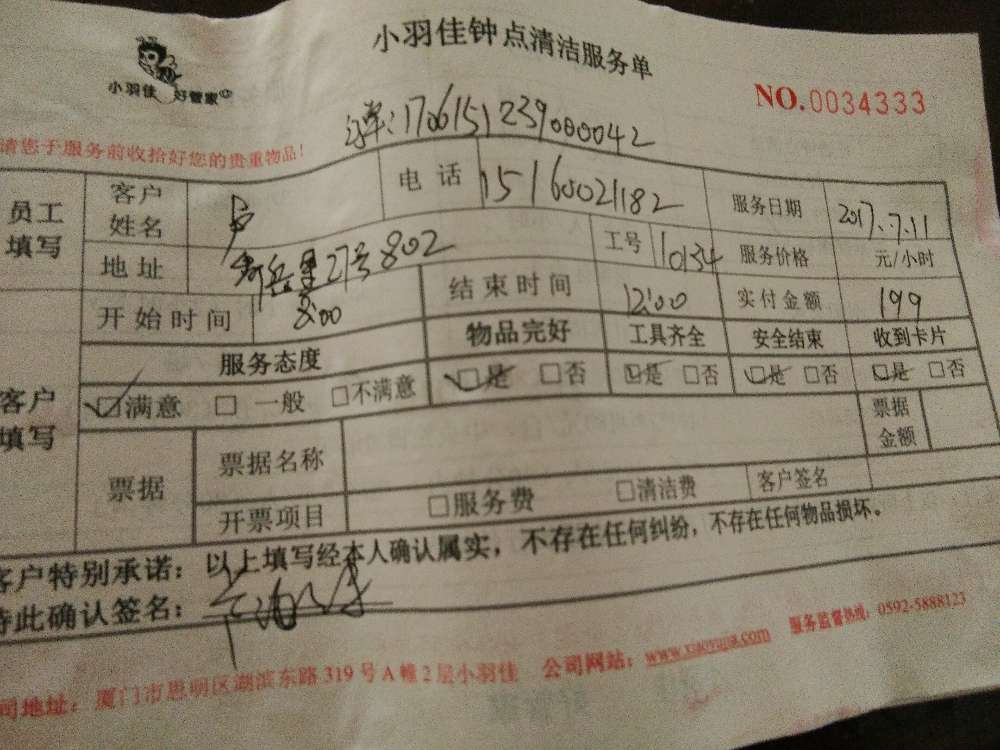 小羽佳钟点清洁服务单
小羽佳 好管家
NO.0034333
请您于服务前收拾好您的贵重物品！
单：1706151239000042
员工填写 客户姓名 电话 15160021182 服务日期 2017.7.11
地址 岳里27号802 工号 110134 服务价格 元/小时
开始时间 8:00 结束时间 12:00 实付金额 199
客户填写 服务态度 物品完好 工具齐全 安全结束 收到卡片
☑满意 □一般 □不满意 ☑是 □否 ☑是 □否 ☑是 □否 ☑是 □否
票据 票据名称 票据金额
开票项目 □服务费 □清洁费 客户签名
客户特别承诺：以上填写经本人确认属实，不存在任何纠纷，不存在任何物品损坏。
特此确认签名：
司地址：厦门市思明区湖滨东路319号A幢2层小羽佳 公司网站：www.xiaoyujia.com 服务监督热线：0592-5888123